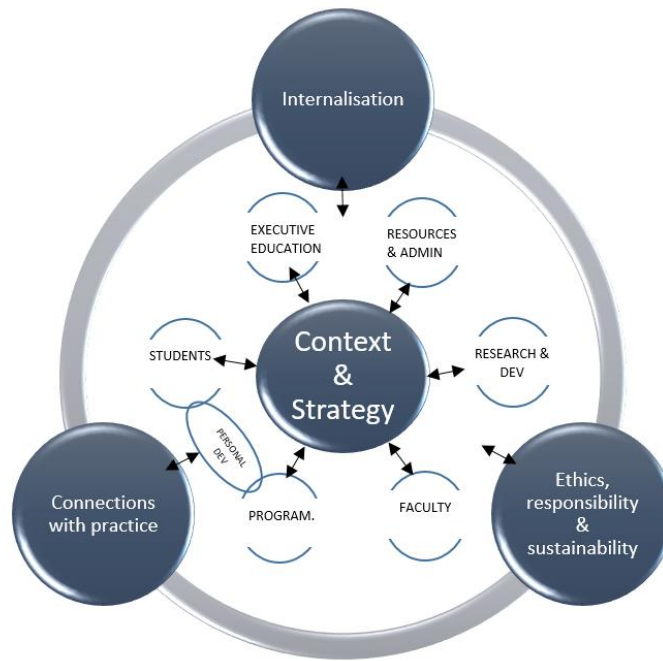 Internalisation
EXECUTIVE
EDUCATION
RESOURCES
& ADMIN
STUDENTS
Context
&
Strategy
RESEARCH &
DEV
PERSONAL
DEV
Connections
with practice
PROGRAM.
FACULTY
Ethics,
responsibility
&
sustainability